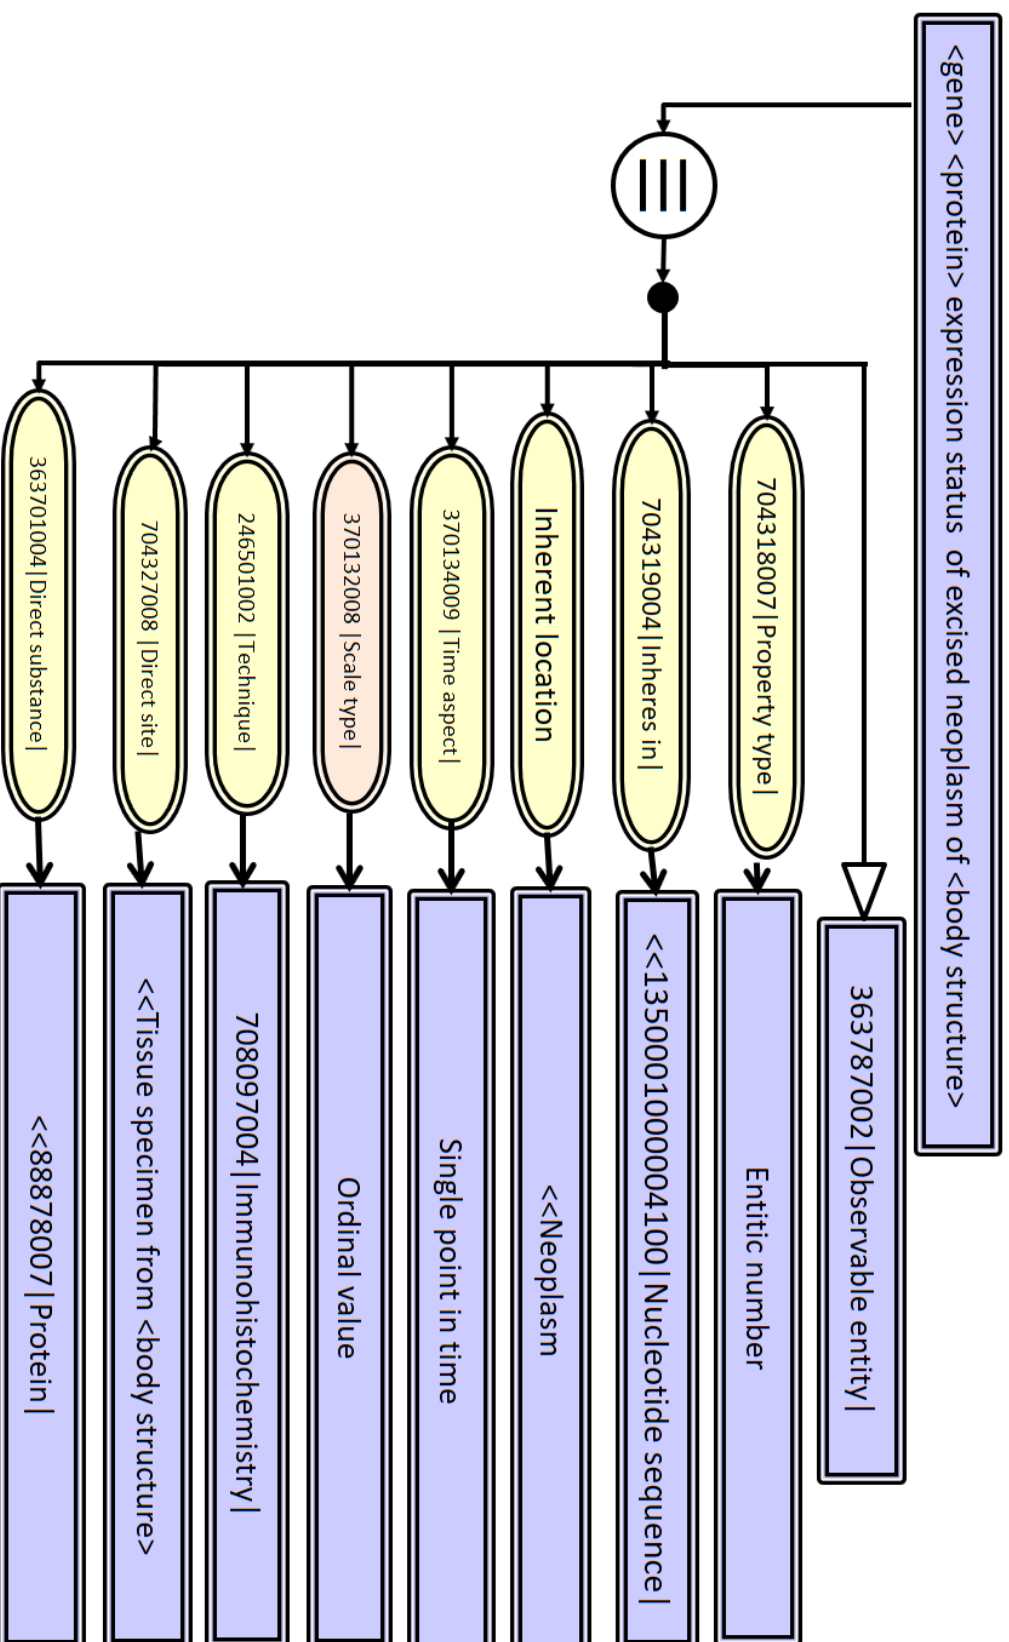 <gene> <protein> expression status of excised neoplasm of <body structure>
363787002|Observable entity|
704318007|Property type|
Entitic number
704319004|Inheres in|
<<13500010000004100|Nucleotide sequence|
Inherent location
<<Neoplasm
370134009 |Time aspect|
Single point in time
370132008 |Scale type|
Ordinal value
246501002 |Technique|
708097004|Immunohistochemistry|
704327008 |Direct site|
<<Tissue specimen from <body structure>
363701004|Direct substance|
<<88878007|Protein|